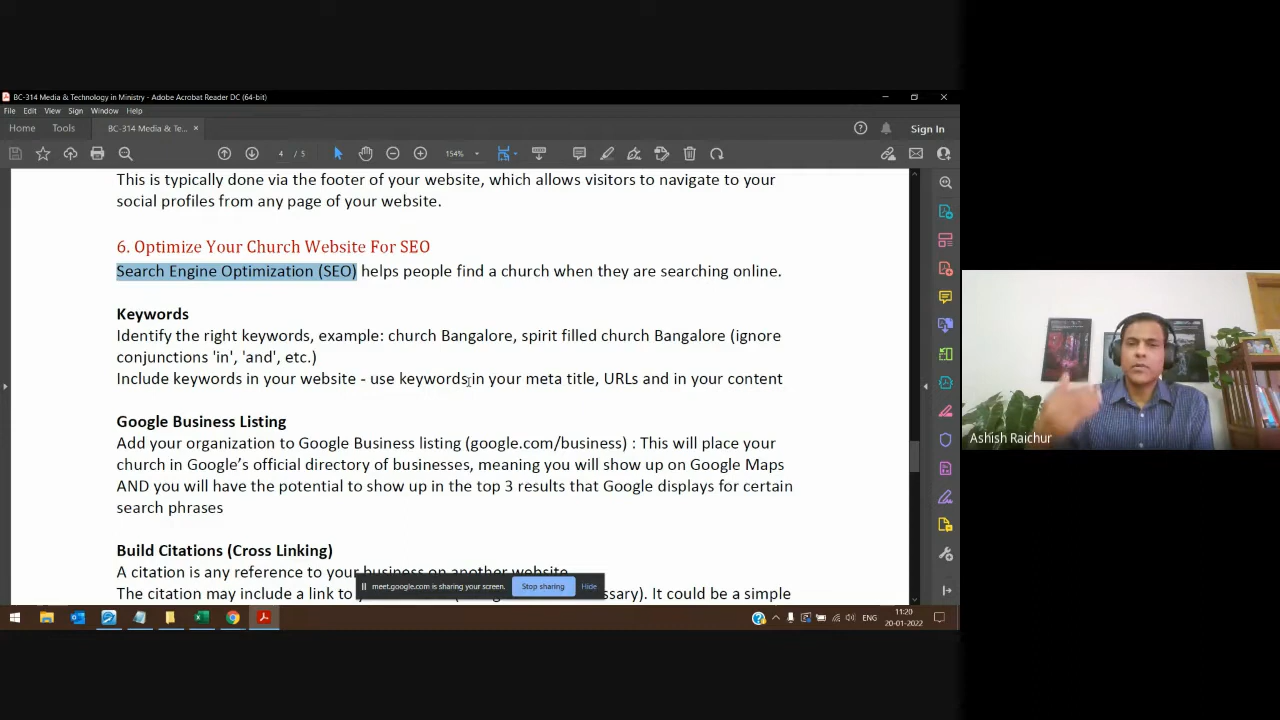 BC-314 Media & Technology in Ministry - Adobe Acrobat Reader DC (64-bit)
File Edit View Sign Window Help
Home Tools BC-314 Media & Te... × Sign In
4 / 5 154%
This is typically done via the footer of your website, which allows visitors to navigate to your
social profiles from any page of your website.
6. Optimize Your Church Website For SEO
Search Engine Optimization (SEO) helps people find a church when they are searching online.
Keywords
Identify the right keywords, example: church Bangalore, spirit filled church Bangalore (ignore
conjunctions 'in', 'and', etc.)
Include keywords in your website - use keywords in your meta title, URLs and in your content
Google Business Listing
Add your organization to Google Business listing (google.com/business) : This will place your
church in Google’s official directory of businesses, meaning you will show up on Google Maps
AND you will have the potential to show up in the top 3 results that Google displays for certain
search phrases
Build Citations (Cross Linking)
A citation is any reference to your business on another website.
The citation may include a link to ssary). It could be a simple
meet.google.com is sharing your screen. Stop sharing Hide
ENG
11:20
20-01-2022
Ashish Raichur